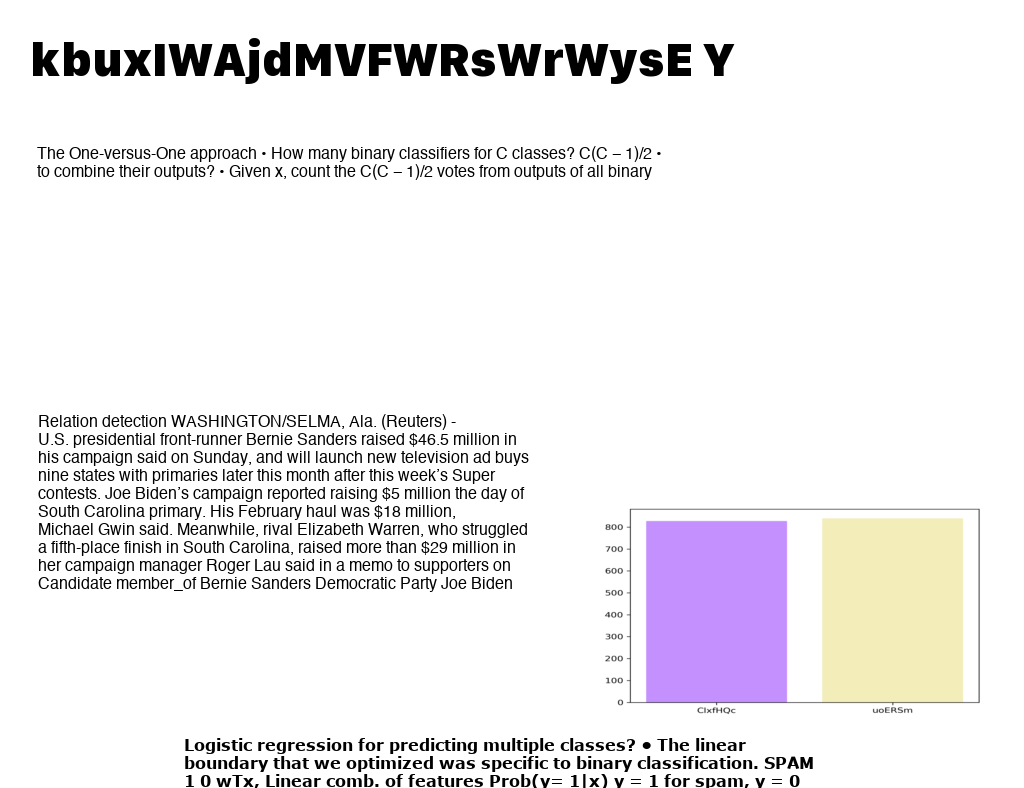 kbuxIWAjdMVFWRsWrWysE Y
The One-versus-One approach • How many binary classifiers for C classes? C(C − 1)/2 •
to combine their outputs? • Given x, count the C(C − 1)/2 votes from outputs of all binary
Relation detection WASHINGTON/SELMA, Ala. (Reuters) -
U.S. presidential front-runner Bernie Sanders raised $46.5 million in
his campaign said on Sunday, and will launch new television ad buys
nine states with primaries later this month after this week’s Super
contests. Joe Biden’s campaign reported raising $5 million the day of
South Carolina primary. His February haul was $18 million,
Michael Gwin said. Meanwhile, rival Elizabeth Warren, who struggled
a fifth-place finish in South Carolina, raised more than $29 million in
her campaign manager Roger Lau said in a memo to supporters on
Candidate member_of Bernie Sanders Democratic Party Joe Biden
800
700
600
500
400
300
200
100
0
ClxfHQc uoERSm
Logistic regression for predicting multiple classes? • The linear
boundary that we optimized was specific to binary classification. SPAM
1 0 wTx, Linear comb. of features Prob(y= 1|x) y = 1 for spam, y = 0